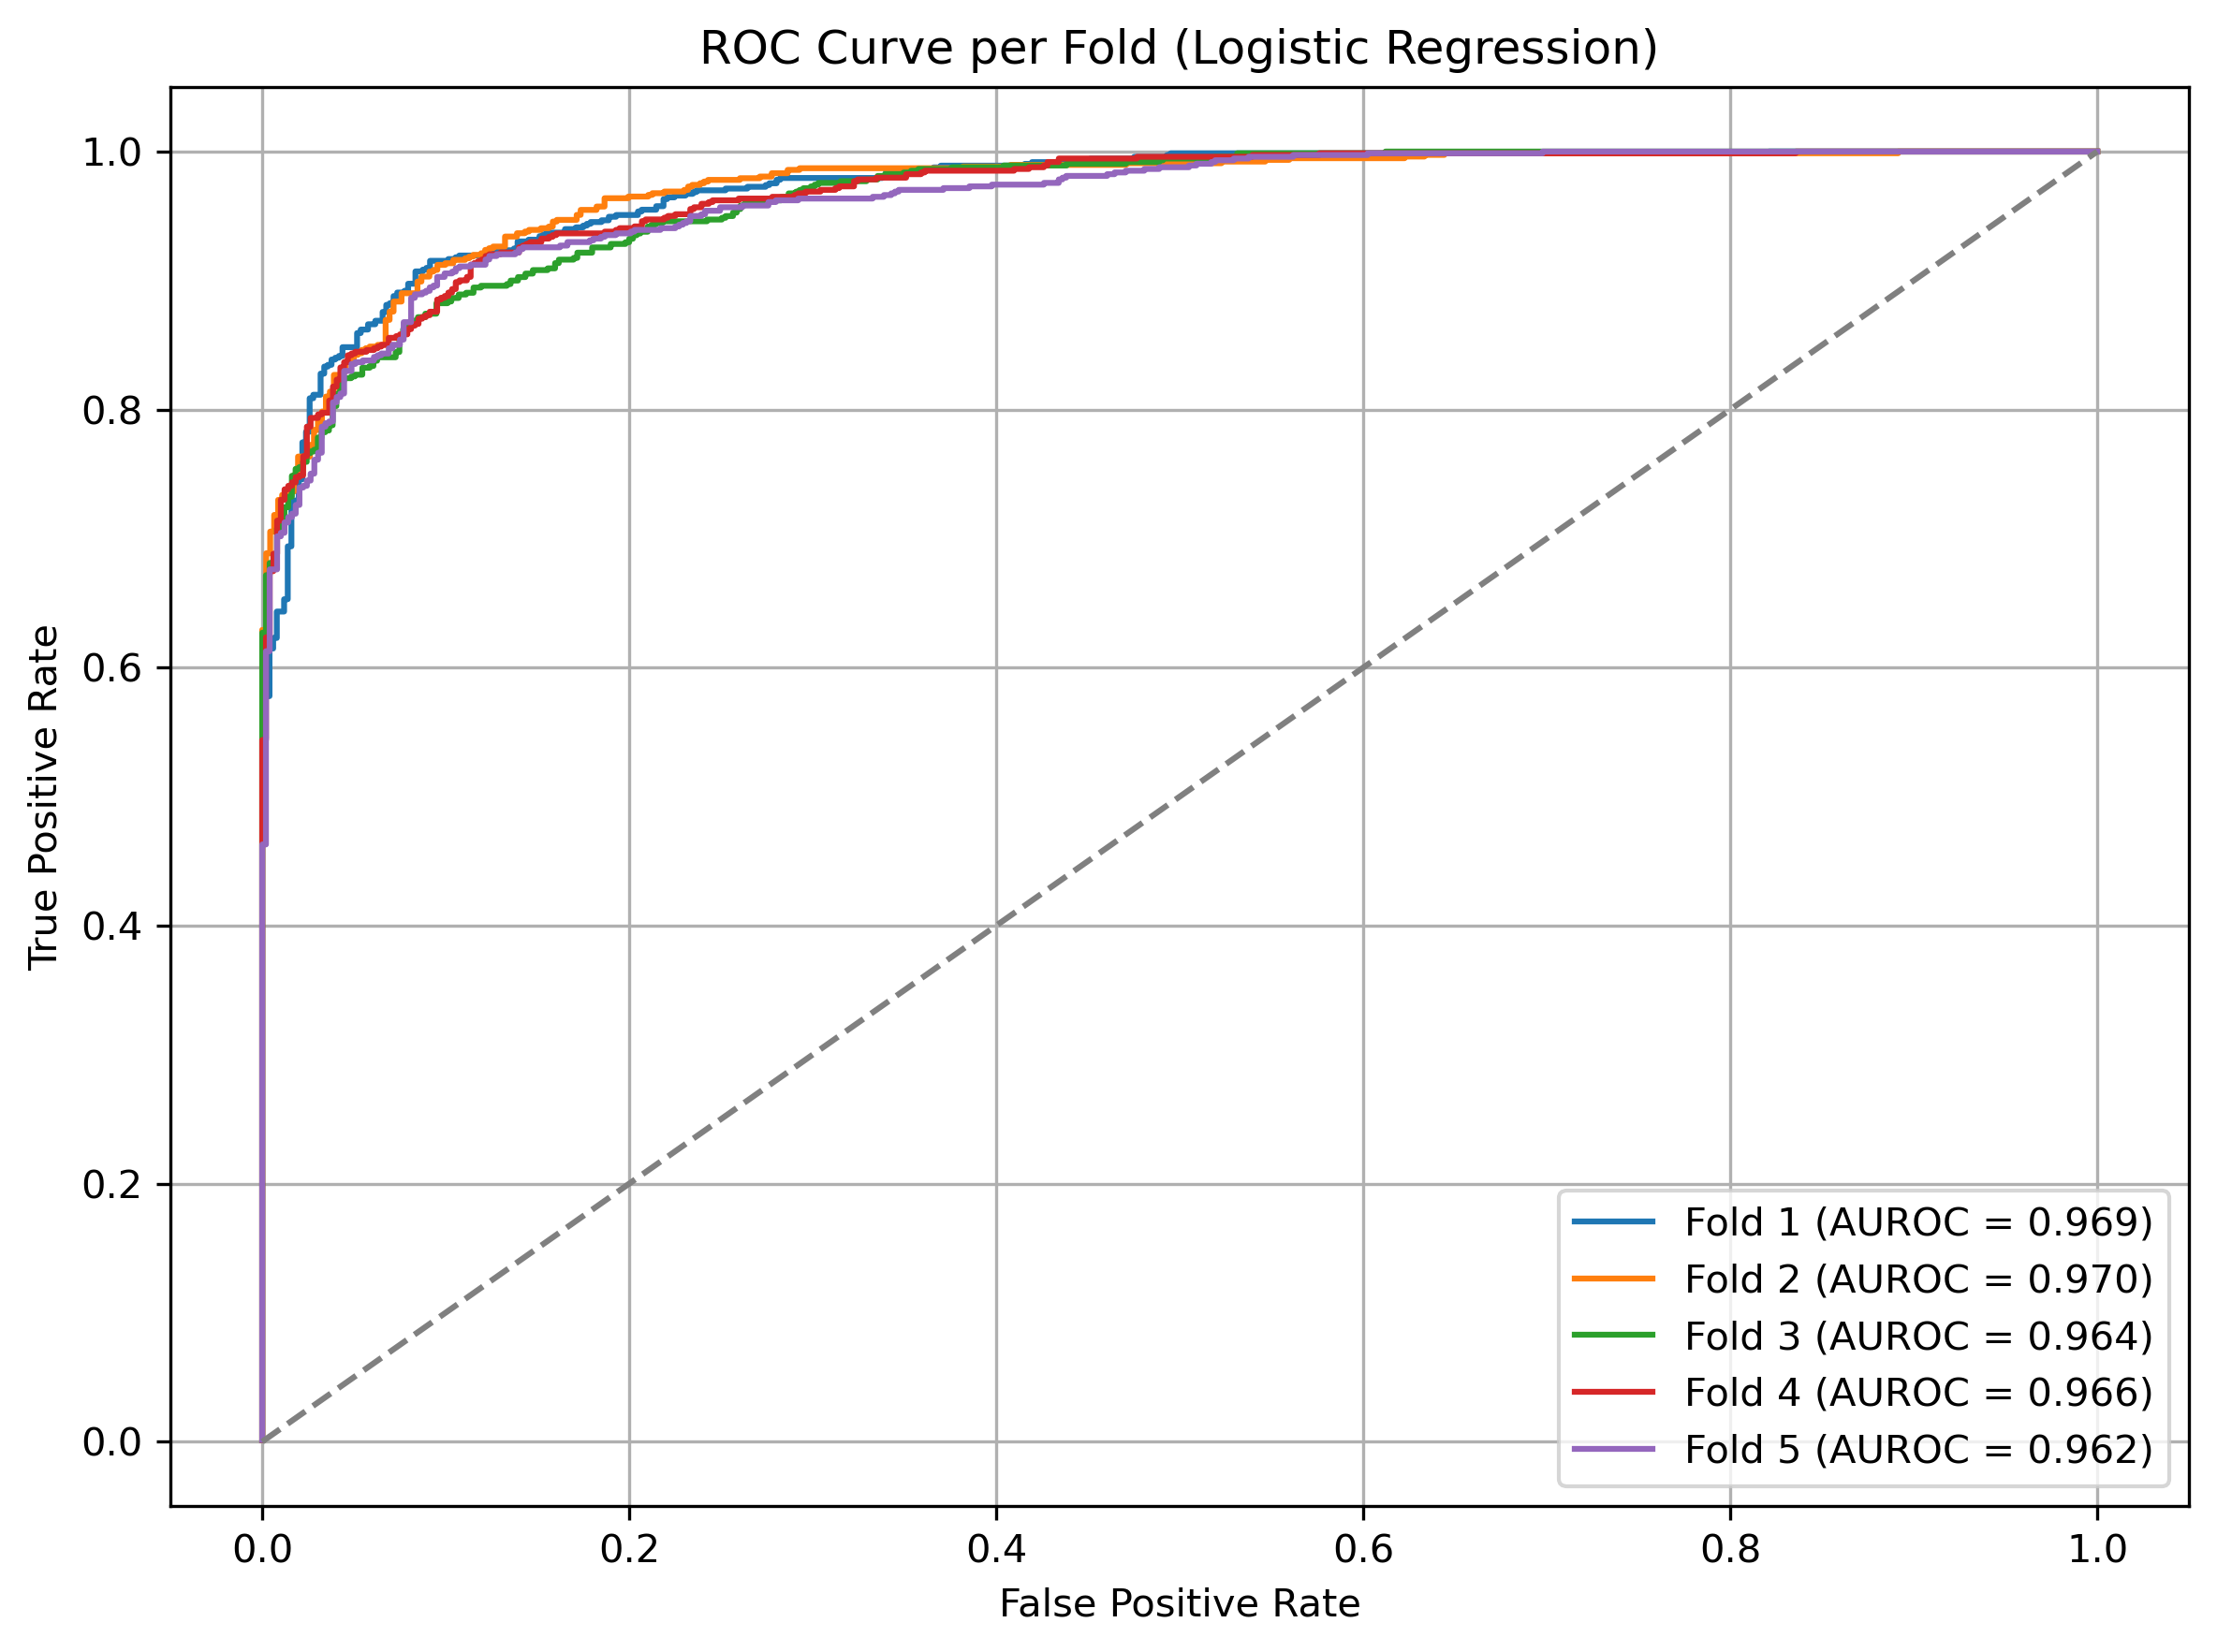 ROC Curve per Fold (Logistic Regression)
1.0
0.8
0.6
0.4
0.2
0.0
True Positive Rate
0.0 0.2 0.4 0.6 0.8 1.0
False Positive Rate
Fold 1 (AUROC = 0.969)
Fold 2 (AUROC = 0.970)
Fold 3 (AUROC = 0.964)
Fold 4 (AUROC = 0.966)
Fold 5 (AUROC = 0.962)